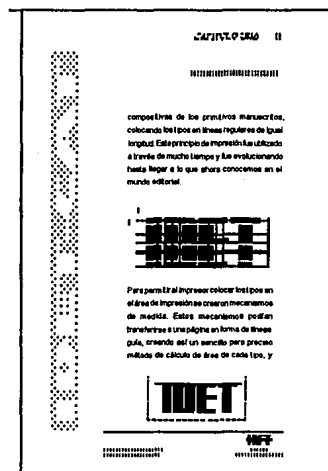 CAPITULO UNO 11
compositivas de los primitivos manuscritos,
colocando los tipos en líneas regulares de igual
longitud. Este principio de impresión fue utilizado
a través de mucho tiempo y fue evolucionando
hasta llegar a lo que ahora conocemos en el
mundo editorial.
Para permitir al impresor colocar los tipos en
el área de impresión se crearon mecanismos
de medida. Estos mecanismos podían
transferirse a una página en forma de líneas
guía, creando así un sencillo pero preciso
método de cálculo de área de cada tipo, y